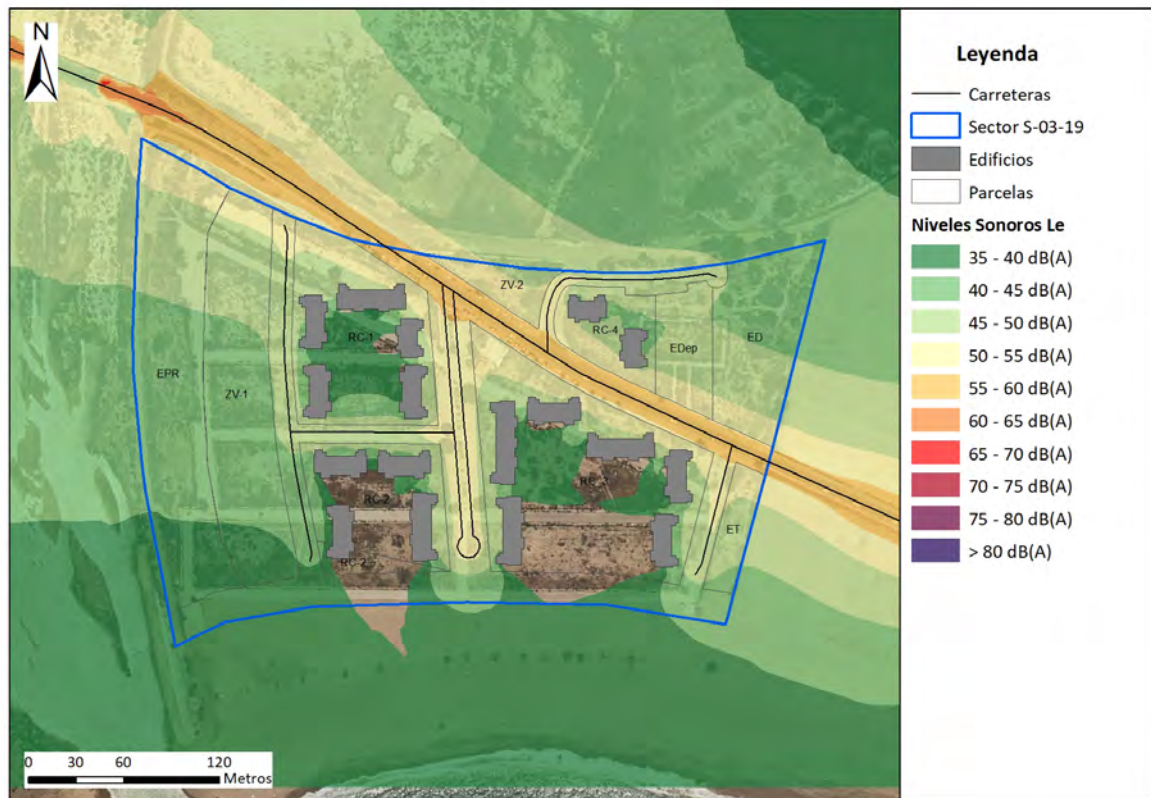 N
ZV-2
RC-1
RC-4
EDep
ED
EPR
ZV-1
RC-2
RC-2
ET
0 30 60 120
Metros
Leyenda
Carreteras
Sector S-03-19
Edificios
Parcelas
Niveles Sonoros Le
35 - 40 dB(A)
40 - 45 dB(A)
45 - 50 dB(A)
50 - 55 dB(A)
55 - 60 dB(A)
60 - 65 dB(A)
65 - 70 dB(A)
70 - 75 dB(A)
75 - 80 dB(A)
> 80 dB(A)